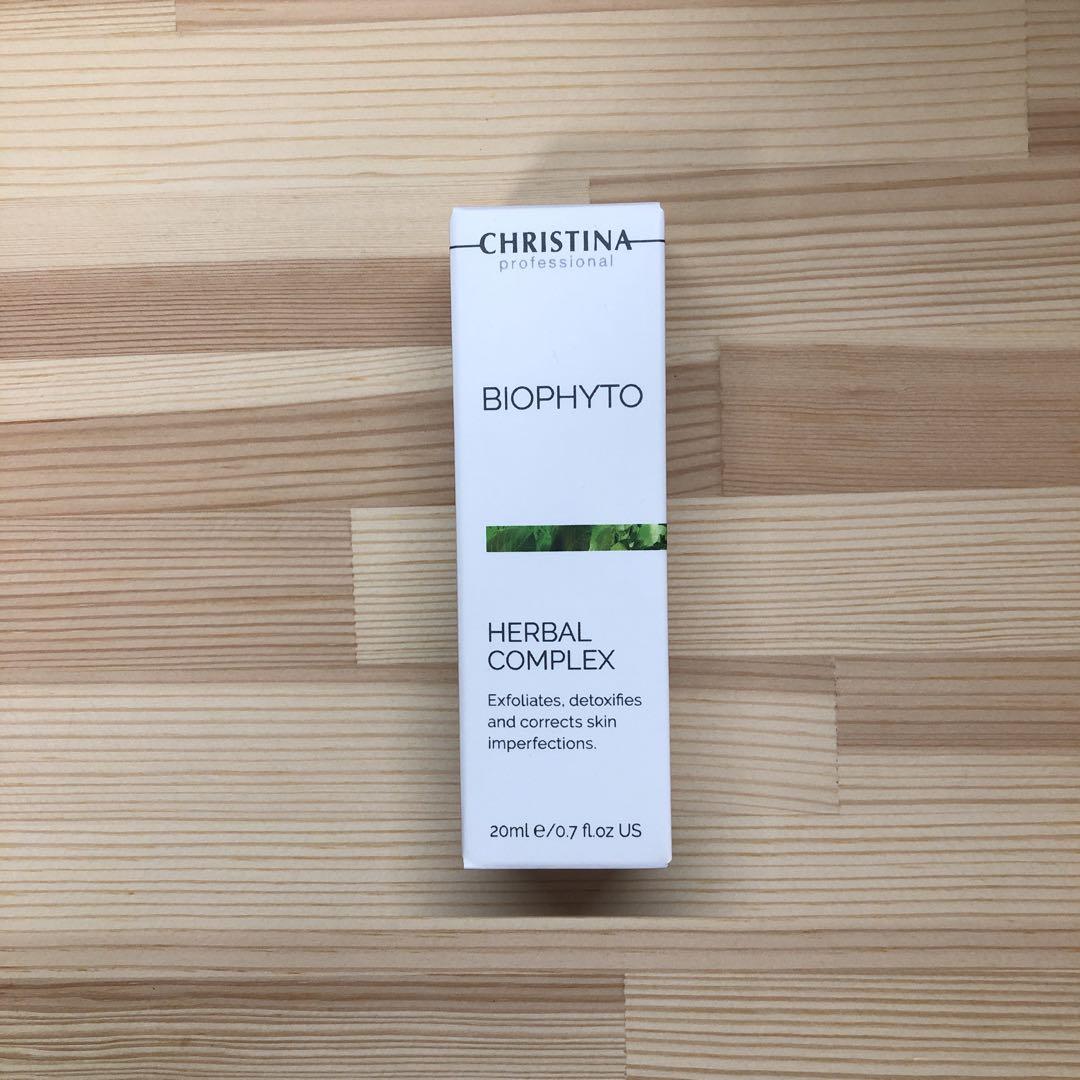 CHRISTINA
professional
BIOPHYTO
HERBAL
COMPLEX
Exfoliates, detoxifies
and corrects skin
imperfections.
20ml e/0.7 fl.oz US